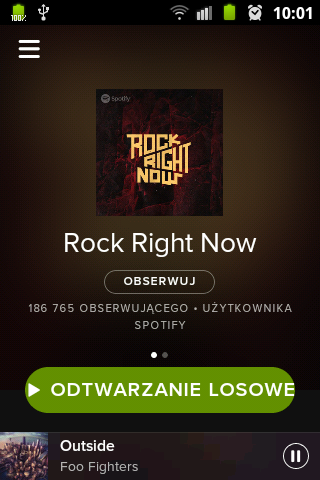 100%
10:01
Spotify
ROCK
RIGHT
NOW
Rock Right Now
OBSERWUJ
186 765 OBSERWUJĄCEGO • UŻYTKOWNIKA
SPOTIFY
ODTWARZANIE LOSOWE
Outside
Foo Fighters